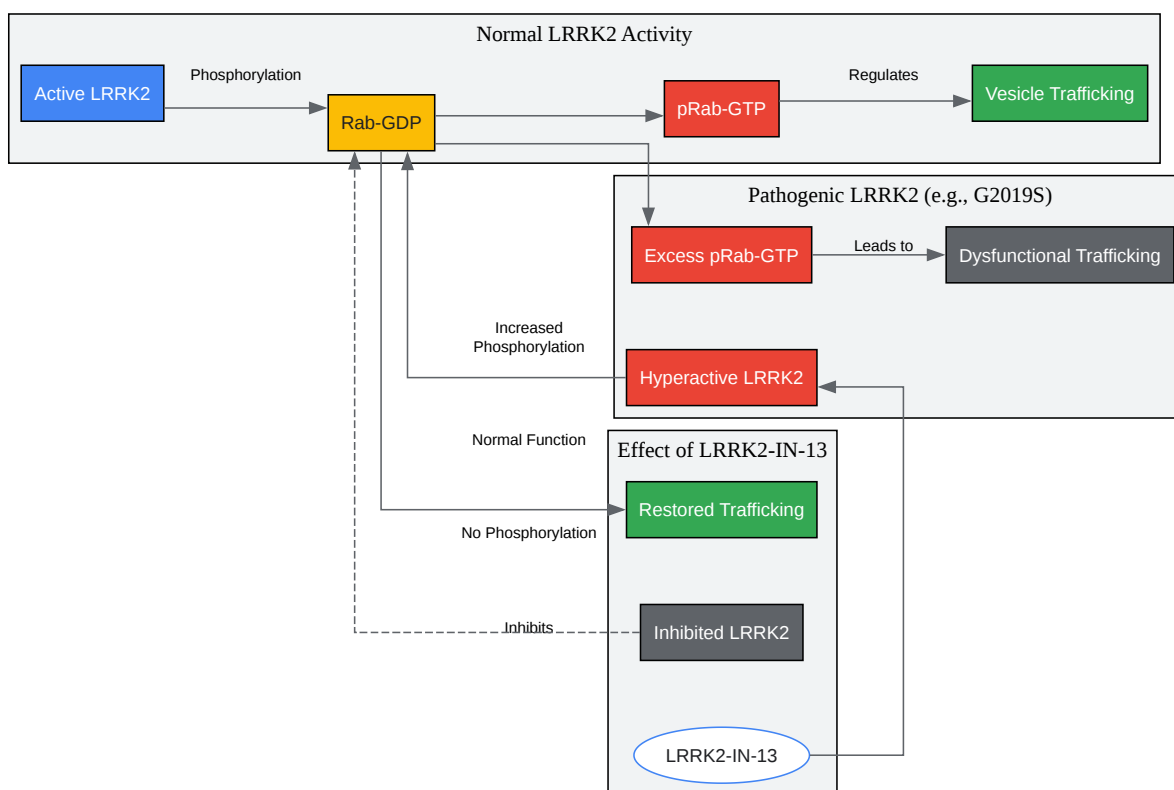 Normal LRRK2 Activity
Active LRRK2
Phosphorylation
Rab-GDP
pRab-GTP
Regulates
Vesicle Trafficking
Pathogenic LRRK2 (e.g., G2019S)
Excess pRab-GTP
Leads to
Dysfunctional Trafficking
Increased
Phosphorylation
Hyperactive LRRK2
Normal Function
Effect of LRRK2-IN-13
Restored Trafficking
No Phosphorylation
Inhibits
Inhibited LRRK2
LRRK2-IN-13